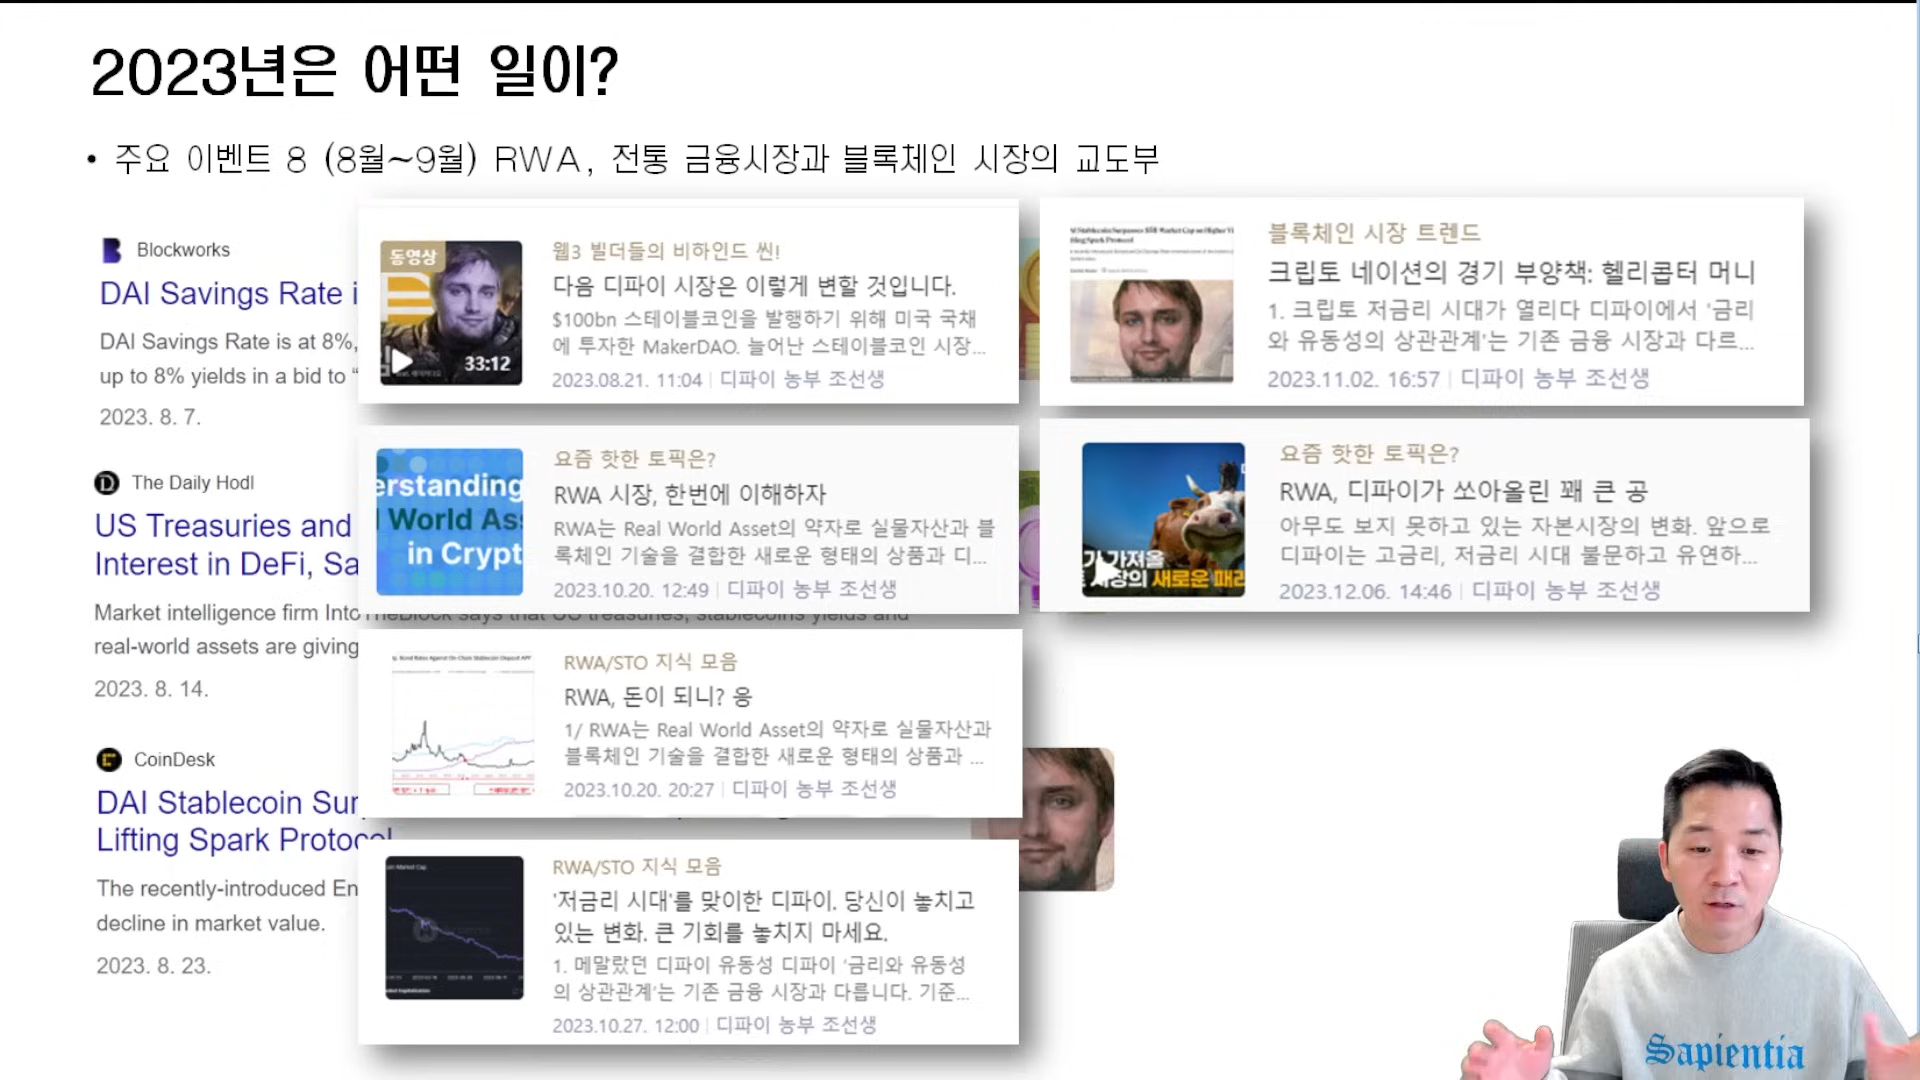 2023년은 어떤 일이?
• 주요 이벤트 8 (8월~9월) RWA, 전통 금융시장과 블록체인 시장의 교도부
Blockworks
DAI Savings Rate i
DAI Savings Rate is at 8%,
up to 8% yields in a bid to “
2023. 8. 7.
The Daily Hodl
US Treasuries and
Interest in DeFi, Sa
Market intelligence firm IntoTheBlock says that US treasuries, stablecoins yields and
real-world assets are giving
2023. 8. 14.
CoinDesk
DAI Stablecoin Sur
Lifting Spark Protocol
The recently-introduced En
decline in market value.
2023. 8. 23.
동영상
33:12
웹3 빌더들의 비하인드 씬!
다음 디파이 시장은 이렇게 변할 것입니다.
$100bn 스테이블코인을 발행하기 위해 미국 국채
에 투자한 MakerDAO. 늘어난 스테이블코인 시장...
2023.08.21. 11:04 | 디파이 농부 조선생
erstanding
World Ass
in Crypt
요즘 핫한 토픽은?
RWA 시장, 한번에 이해하자
RWA는 Real World Asset의 약자로 실물자산과 블
록체인 기술을 결합한 새로운 형태의 상품과 디...
2023.10.20. 12:49 | 디파이 농부 조선생
RWA/STO 지식 모음
RWA, 돈이 되니? 응
1/ RWA는 Real World Asset의 약자로 실물자산과
블록체인 기술을 결합한 새로운 형태의 상품과 ...
2023.10.20. 20:27 | 디파이 농부 조선생
RWA/STO 지식 모음
'저금리 시대'를 맞이한 디파이. 당신이 놓치고
있는 변화. 큰 기회를 놓치지 마세요.
1. 메말랐던 디파이 유동성 디파이 '금리와 유동성
의 상관관계'는 기존 금융 시장과 다릅니다. 기준...
2023.10.27. 12:00 | 디파이 농부 조선생
블록체인 시장 트렌드
크립토 네이션의 경기 부양책: 헬리콥터 머니
1. 크립토 저금리 시대가 열리다 디파이에서 '금리
와 유동성의 상관관계'는 기존 금융 시장과 다르...
2023.11.02. 16:57 | 디파이 농부 조선생
가 가져올
시장의 새로운 패러
요즘 핫한 토픽은?
RWA, 디파이가 쏘아올린 꽤 큰 공
아무도 보지 못하고 있는 자본시장의 변화. 앞으로
디파이는 고금리, 저금리 시대 불문하고 유연하...
2023.12.06. 14:46 | 디파이 농부 조선생
Sapientia